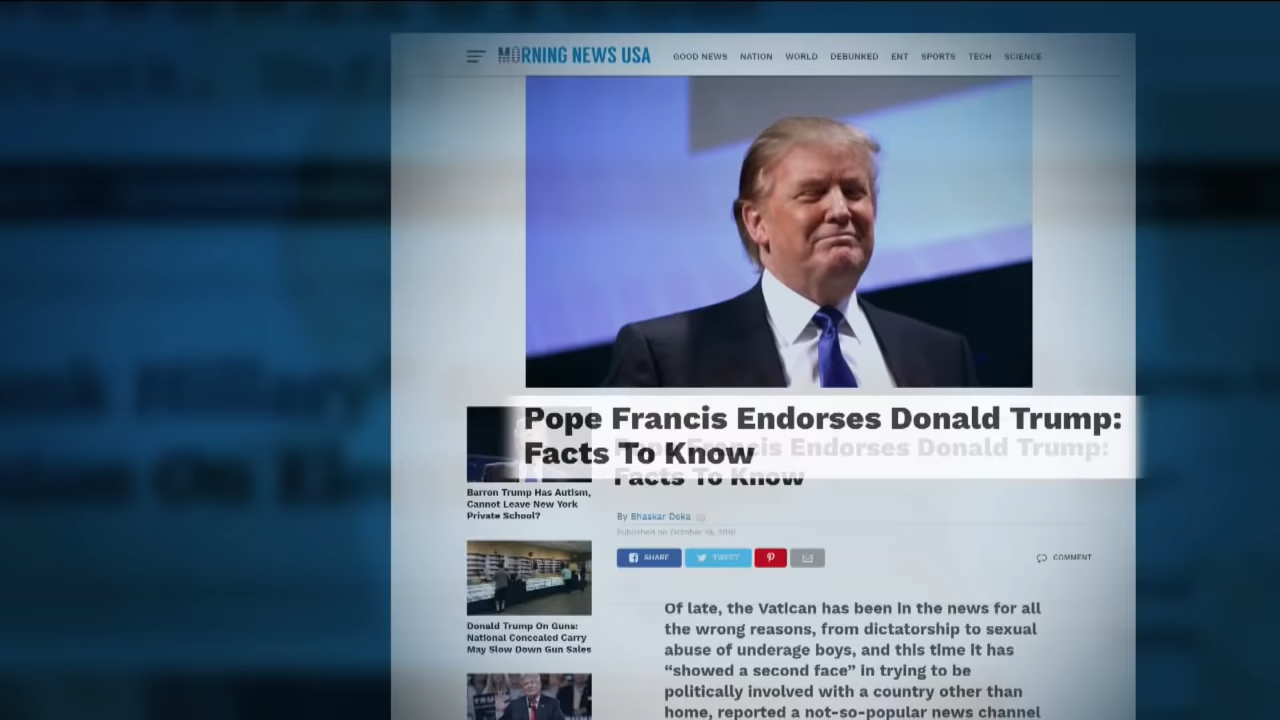 MORNING NEWS USA
GOOD NEWS NATION WORLD DEBUNKED ENT SPORTS TECH SCIENCE
Pope Francis Endorses Donald Trump:
Facts To Know
Pope Francis Endorses Donald Trump:
Facts To Know
Barron Trump Has Autism,
Cannot Leave New York
Private School?
By Bhaskar Deka
Published on October
SHARE TWEET
COMMENT
Donald Trump On Guns:
National Concealed Carry
May Slow Down Gun Sales
Of late, the Vatican has been in the news for all
the wrong reasons, from dictatorship to sexual
abuse of underage boys, and this time it has
“showed a second face” in trying to be
politically involved with a country other than
home, reported a not-so-popular news channel